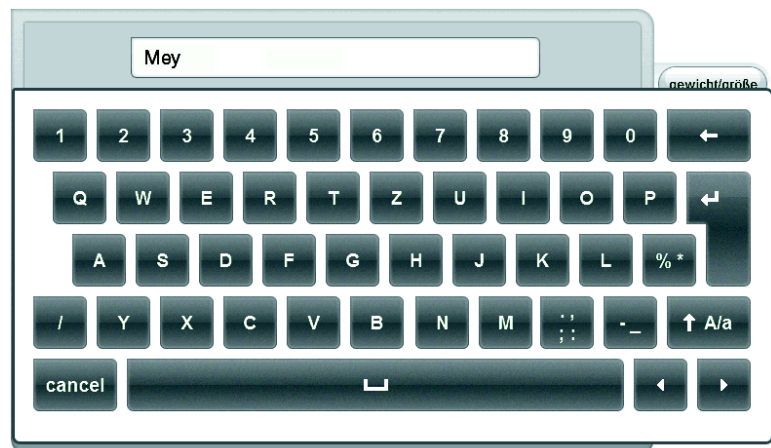 Mey
gewicht/größe
1 2 3 4 5 6 7 8 9 0 ←
Q W E R T Z U I O P ↵
A S D F G H J K L % *
/ Y X C V B N M . , ; : - _ ↑ A/a
cancel